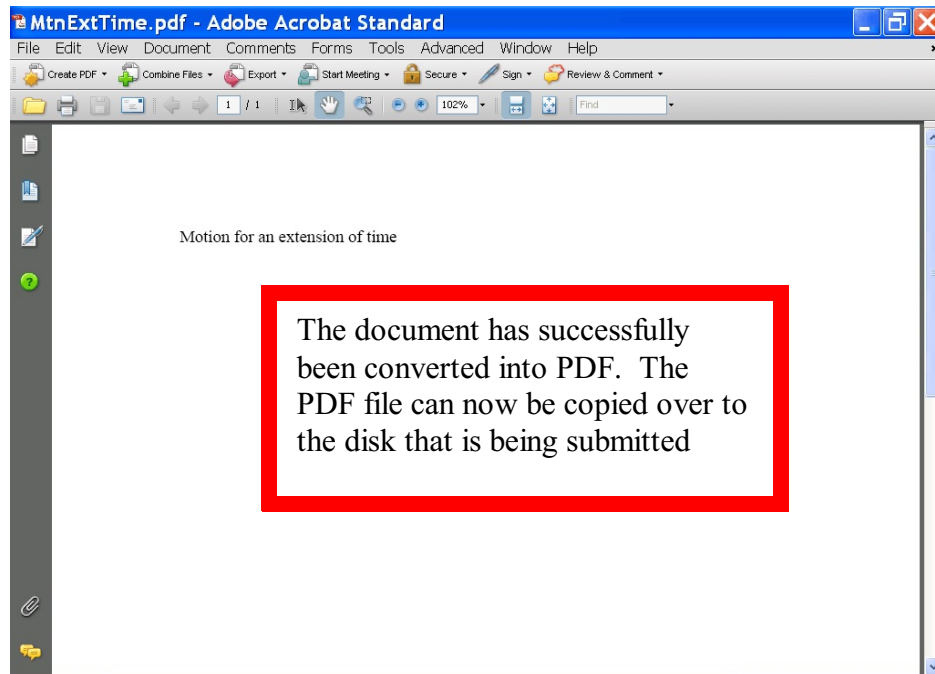 MtnExtTime.pdf - Adobe Acrobat Standard
File Edit View Document Comments Forms Tools Advanced Window Help
Create PDF Combine Files Export Start Meeting Secure Sign Review & Comment
1 / 1 102% Find
Motion for an extension of time
The document has successfully
been converted into PDF. The
PDF file can now be copied over to
the disk that is being submitted